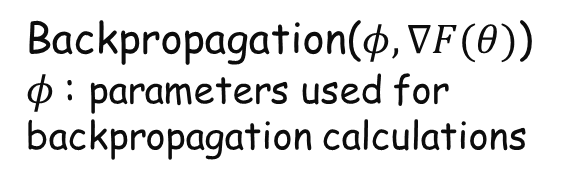 Backpropagation(𝜙, ∇𝐹(𝜃))
𝜙 : parameters used for
backpropagation calculations